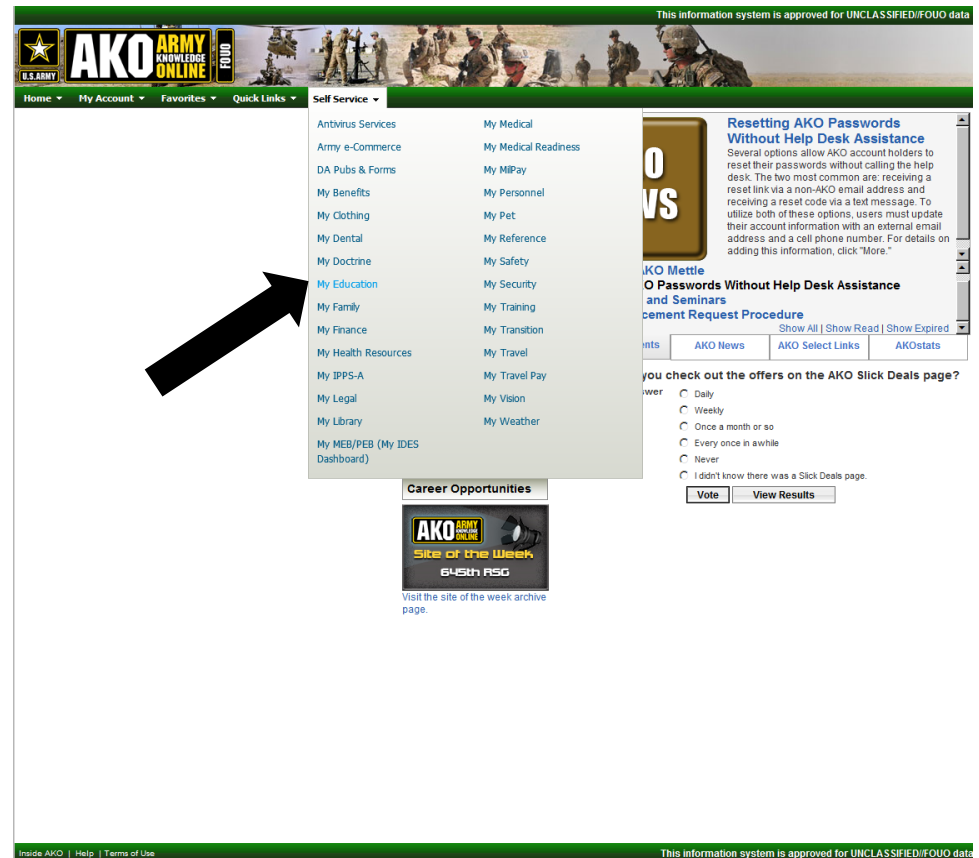 This information system is approved for UNCLASSIFIED//FOUO data
U.S.ARMY
AKO ARMY KNOWLEDGE ONLINE FOUO
Home My Account Favorites Quick Links Self Service
Antivirus Services My Medical
Army e-Commerce My Medical Readiness
DA Pubs & Forms My MilPay
My Benefits My Personnel
My Clothing My Pet
My Dental My Reference
My Doctrine My Safety
My Education My Security
My Family My Training
My Finance My Transition
My Health Resources My Travel
My IPPS-A My Travel Pay
My Legal My Vision
My Library My Weather
My MEB/PEB (My IDES
Dashboard)
O
VS
Resetting AKO Passwords
Without Help Desk Assistance
Several options allow AKO account holders to
reset their passwords without calling the help
desk. The two most common are: receiving a
reset link via a non-AKO email address and
receiving a reset code via a text message. To
utilize both of these options, users must update
their account information with an external email
address and a cell phone number. For details on
adding this information, click "More."
KO Mettle
O Passwords Without Help Desk Assistance
and Seminars
cement Request Procedure
Show All | Show Read | Show Expired
nts AKO News AKO Select Links AKOstats
you check out the offers on the AKO Slick Deals page?
wer
Daily
Weekly
Once a month or so
Every once in awhile
Never
I didn't know there was a Slick Deals page.
Vote View Results
Career Opportunities
AKO ARMY KNOWLEDGE ONLINE
Site of the Week
645th RSG
Visit the site of the week archive
page.
Inside AKO | Help | Terms of Use
This information system is approved for UNCLASSIFIED//FOUO data